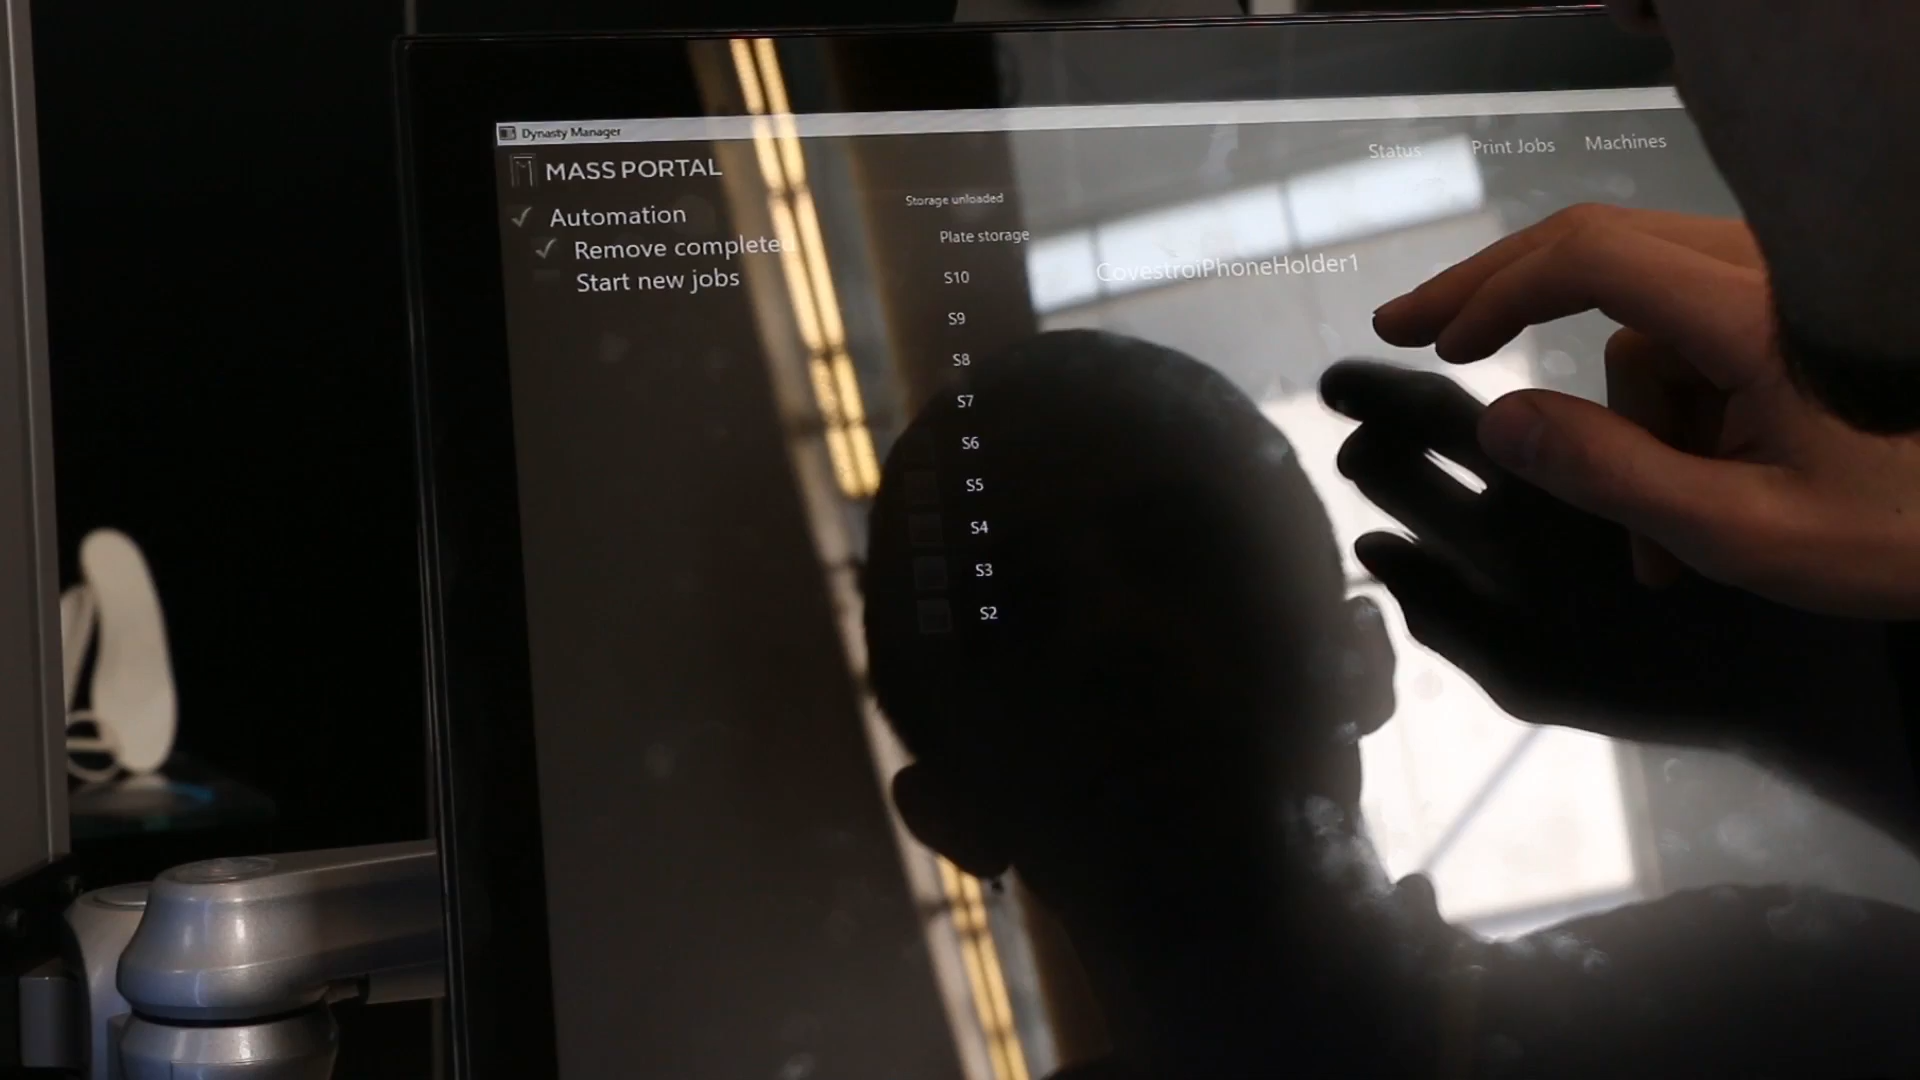 Dynasty Manager
MASS PORTAL
Status
Print Jobs
Machines
Automation
Remove completed
Start new jobs
Storage unloaded
Plate storage
CovestroiPhoneHolder1
S10
S9
S8
S7
S6
S5
S4
S3
S2